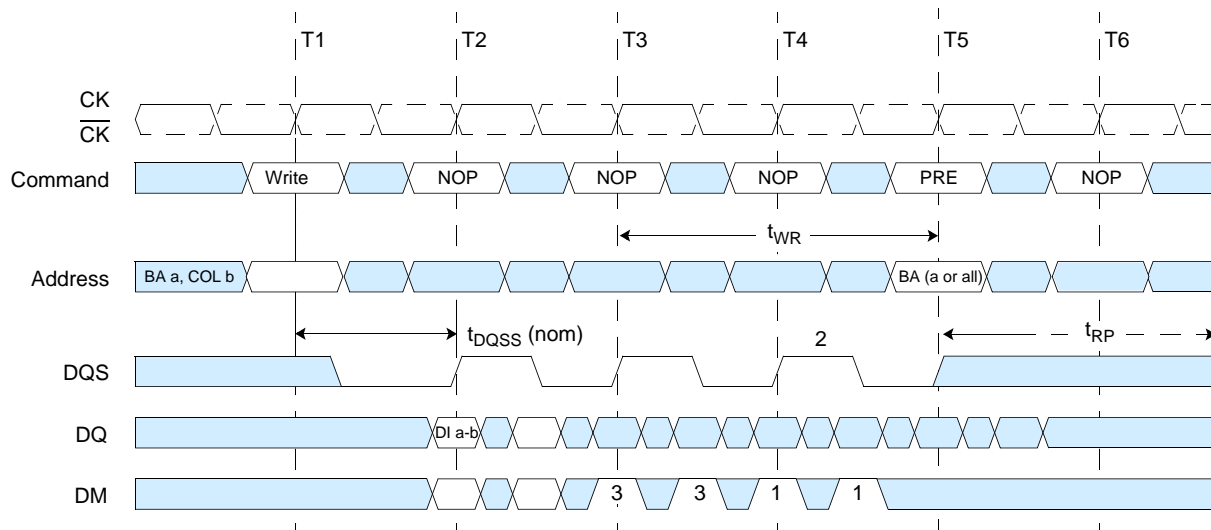 T1 T2 T3 T4 T5 T6
CK
CK
Command Write NOP NOP NOP PRE NOP
tWR
Address BA a, COL b BA (a or all)
tDQSS (nom) 2 tRP
DQS
DQ DI a-b
DM 3 3 1 1